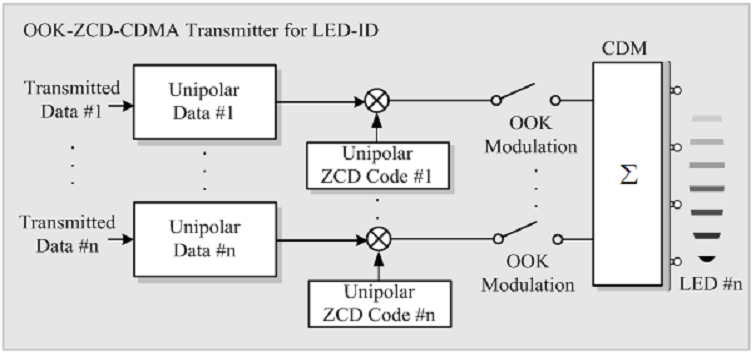 OOK-ZCD-CDMA Transmitter for LED-ID
CDM
Transmitted
Data #1
Unipolar
Data #1
OOK
Modulation
Unipolar
ZCD Code #1
Σ
Transmitted
Data #n
Unipolar
Data #n
OOK
Modulation
LED #n
Unipolar
ZCD Code #n